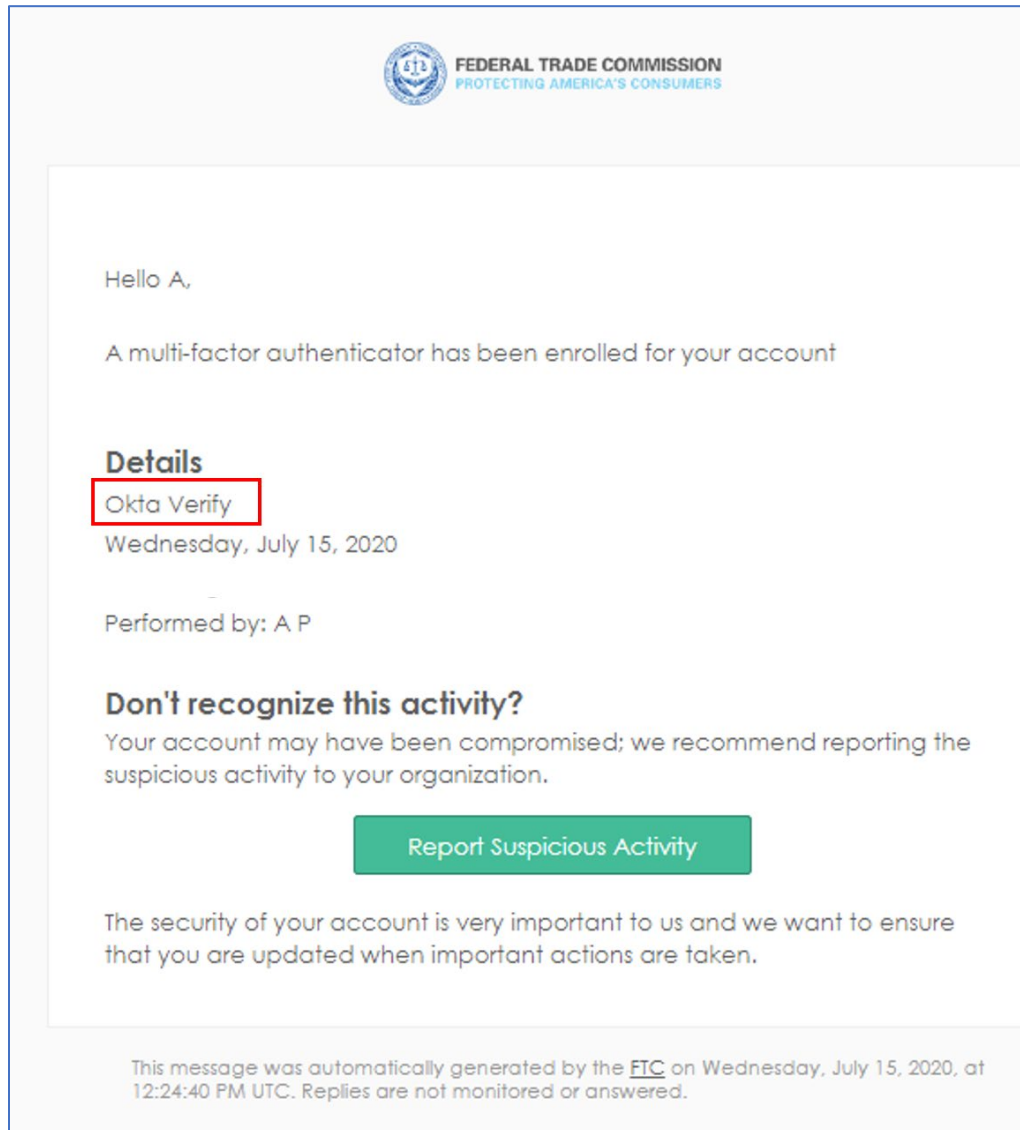 FEDERAL TRADE COMMISSION
PROTECTING AMERICA'S CONSUMERS
Hello A,
A multi-factor authenticator has been enrolled for your account
Details
Okta Verify
Wednesday, July 15, 2020
Performed by: A P
Don't recognize this activity?
Your account may have been compromised; we recommend reporting the
suspicious activity to your organization.
Report Suspicious Activity
The security of your account is very important to us and we want to ensure
that you are updated when important actions are taken.
This message was automatically generated by the FTC on Wednesday, July 15, 2020, at
12:24:40 PM UTC. Replies are not monitored or answered.